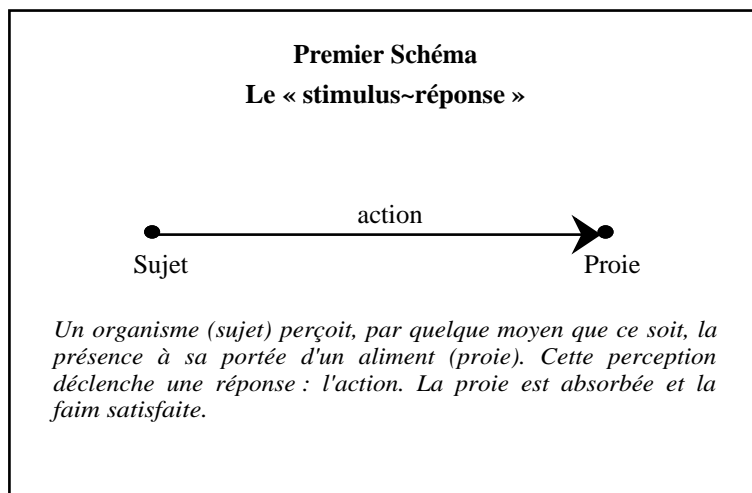 Premier Schéma
Le « stimulus~réponse »
action
Sujet
Proie
Un organisme (sujet) perçoit, par quelque moyen que ce soit, la
présence à sa portée d'un aliment (proie). Cette perception
déclenche une réponse : l'action. La proie est absorbée et la
faim satisfaite.